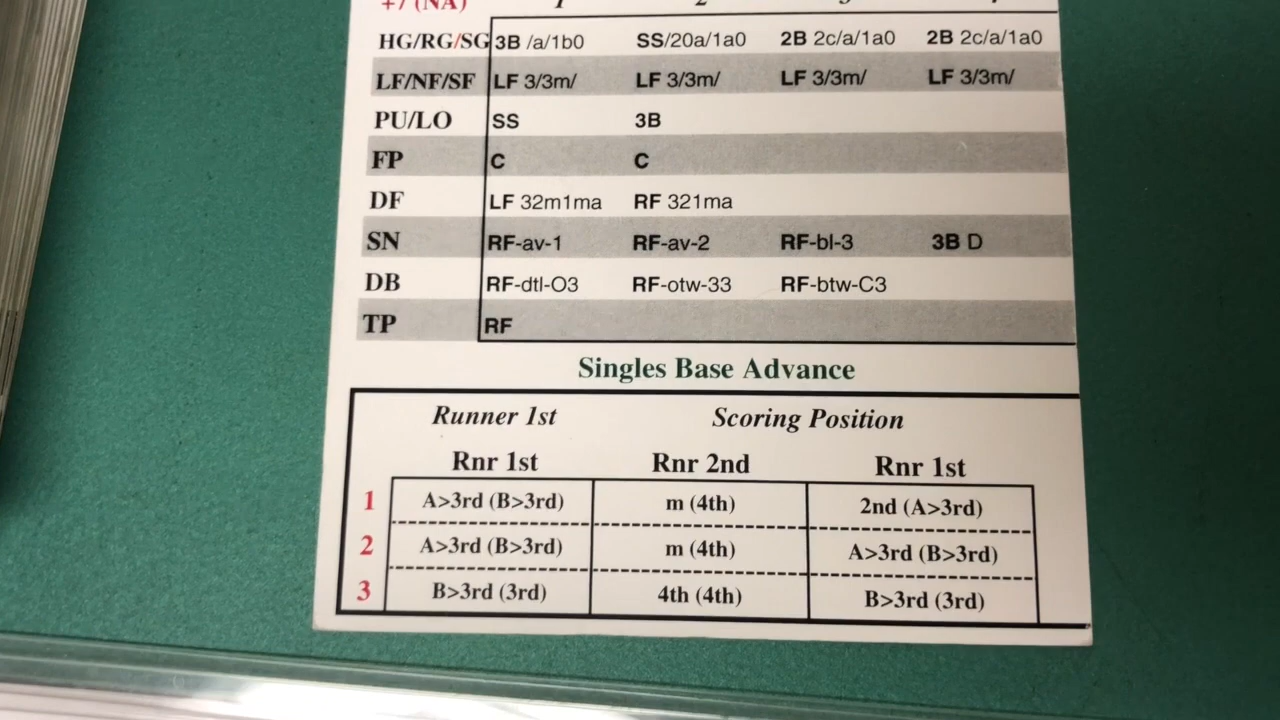 +7 (NA) 1 2
HG/RG/SG 3B /a/1b0 SS/20a/1a0 2B 2c/a/1a0 2B 2c/a/1a0
LF/NF/SF LF 3/3m/ LF 3/3m/ LF 3/3m/ LF 3/3m/
PU/LO SS 3B
FP C C
DF LF 32m1ma RF 321ma
SN RF-av-1 RF-av-2 RF-bl-3 3B D
DB RF-dtl-O3 RF-otw-33 RF-btw-C3
TP RF
Singles Base Advance
Runner 1st Scoring Position
Rnr 1st Rnr 2nd Rnr 1st
1 A>3rd (B>3rd) m (4th) 2nd (A>3rd)
2 A>3rd (B>3rd) m (4th) A>3rd (B>3rd)
3 B>3rd (3rd) 4th (4th) B>3rd (3rd)